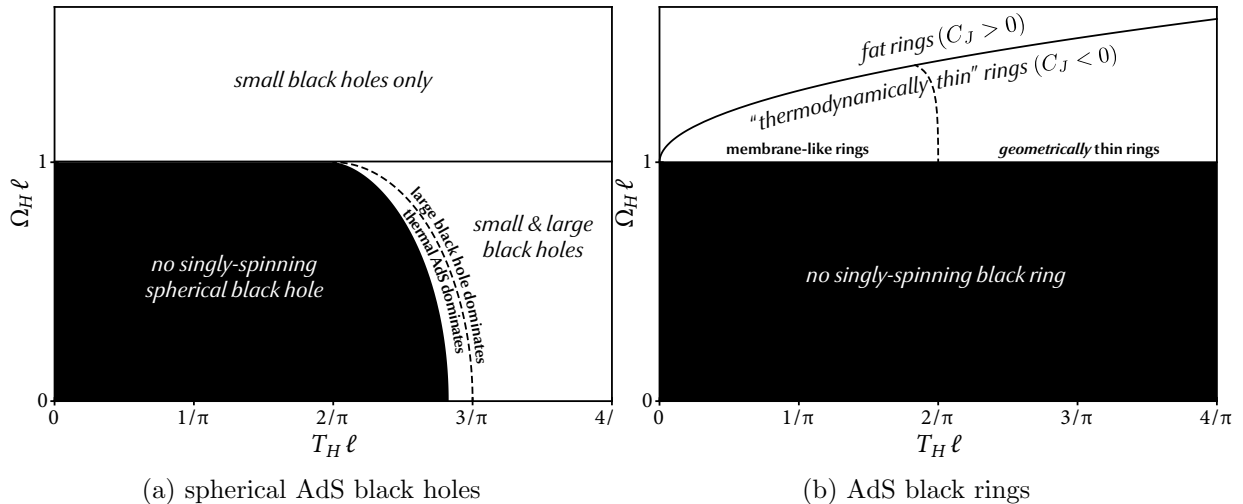 small black holes only
1
Ω_H ℓ
large black hole dominates
thermal AdS dominates
small & large
black holes
no singly-spinning
spherical black hole
0
0
1/π
2/π
3/π
4/
T_H ℓ
(a) spherical AdS black holes
fat rings (C_J > 0)
"thermodynamically thin" rings (C_J < 0)
membrane-like rings
geometrically thin rings
1
Ω_H ℓ
no singly-spinning black ring
0
0
1/π
2/π
3/π
4/π
T_H ℓ
(b) AdS black rings